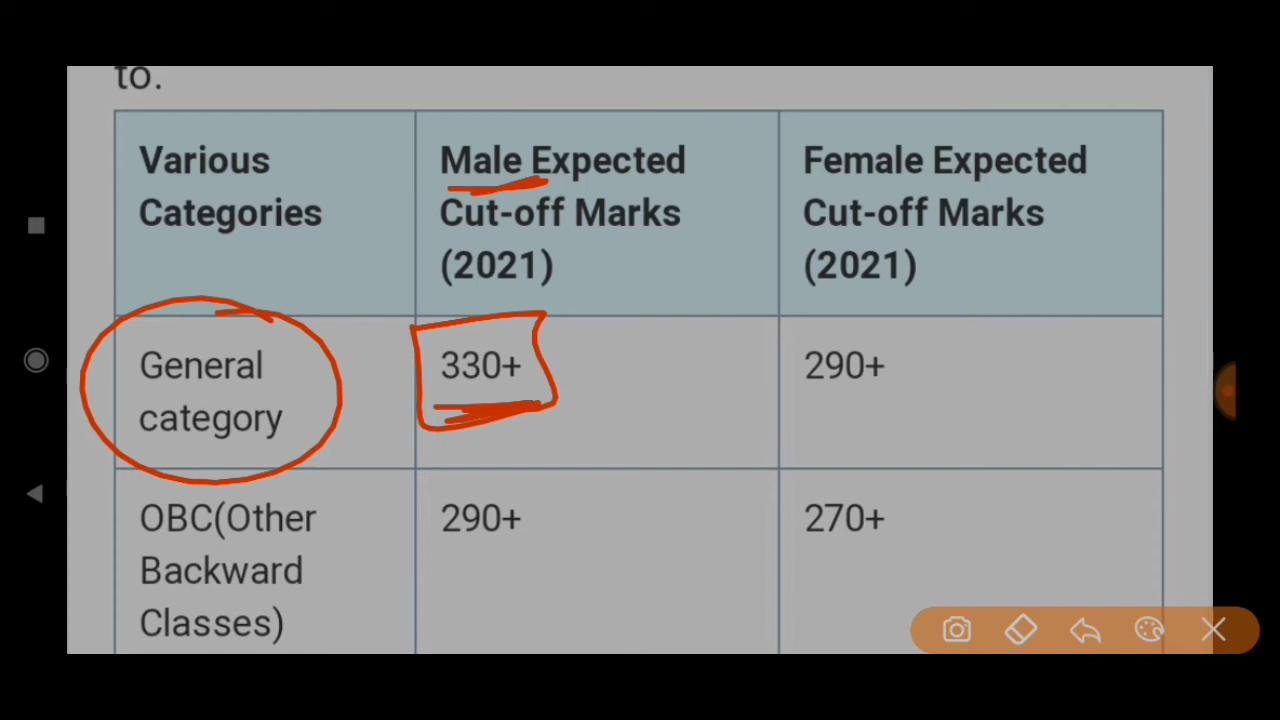 to.
Various
Categories
Male Expected
Cut-off Marks
(2021)
Female Expected
Cut-off Marks
(2021)
General
category
330+
290+
OBC(Other
Backward
Classes)
290+
270+